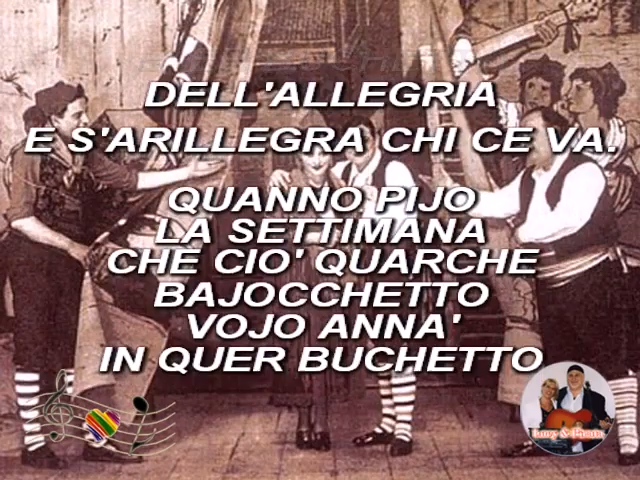 DELL'ALLEGRIA
E S'ARILLEGRA CHI CE VA.
QUANNO PIJO
LA SETTIMANA
CHE CIO' QUARCHE
BAJOCCHETTO
VOJO ANNA'
IN QUER BUCHETTO